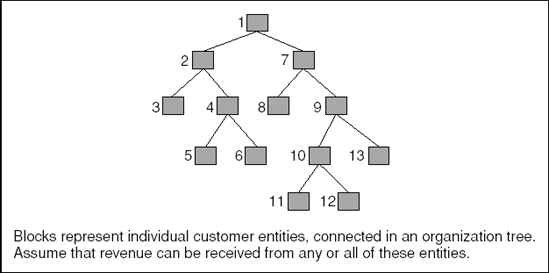 1
2 7
3 4 8 9
5 6 10 13
11 12
Blocks represent individual customer entities, connected in an organization tree.
Assume that revenue can be received from any or all of these entities.